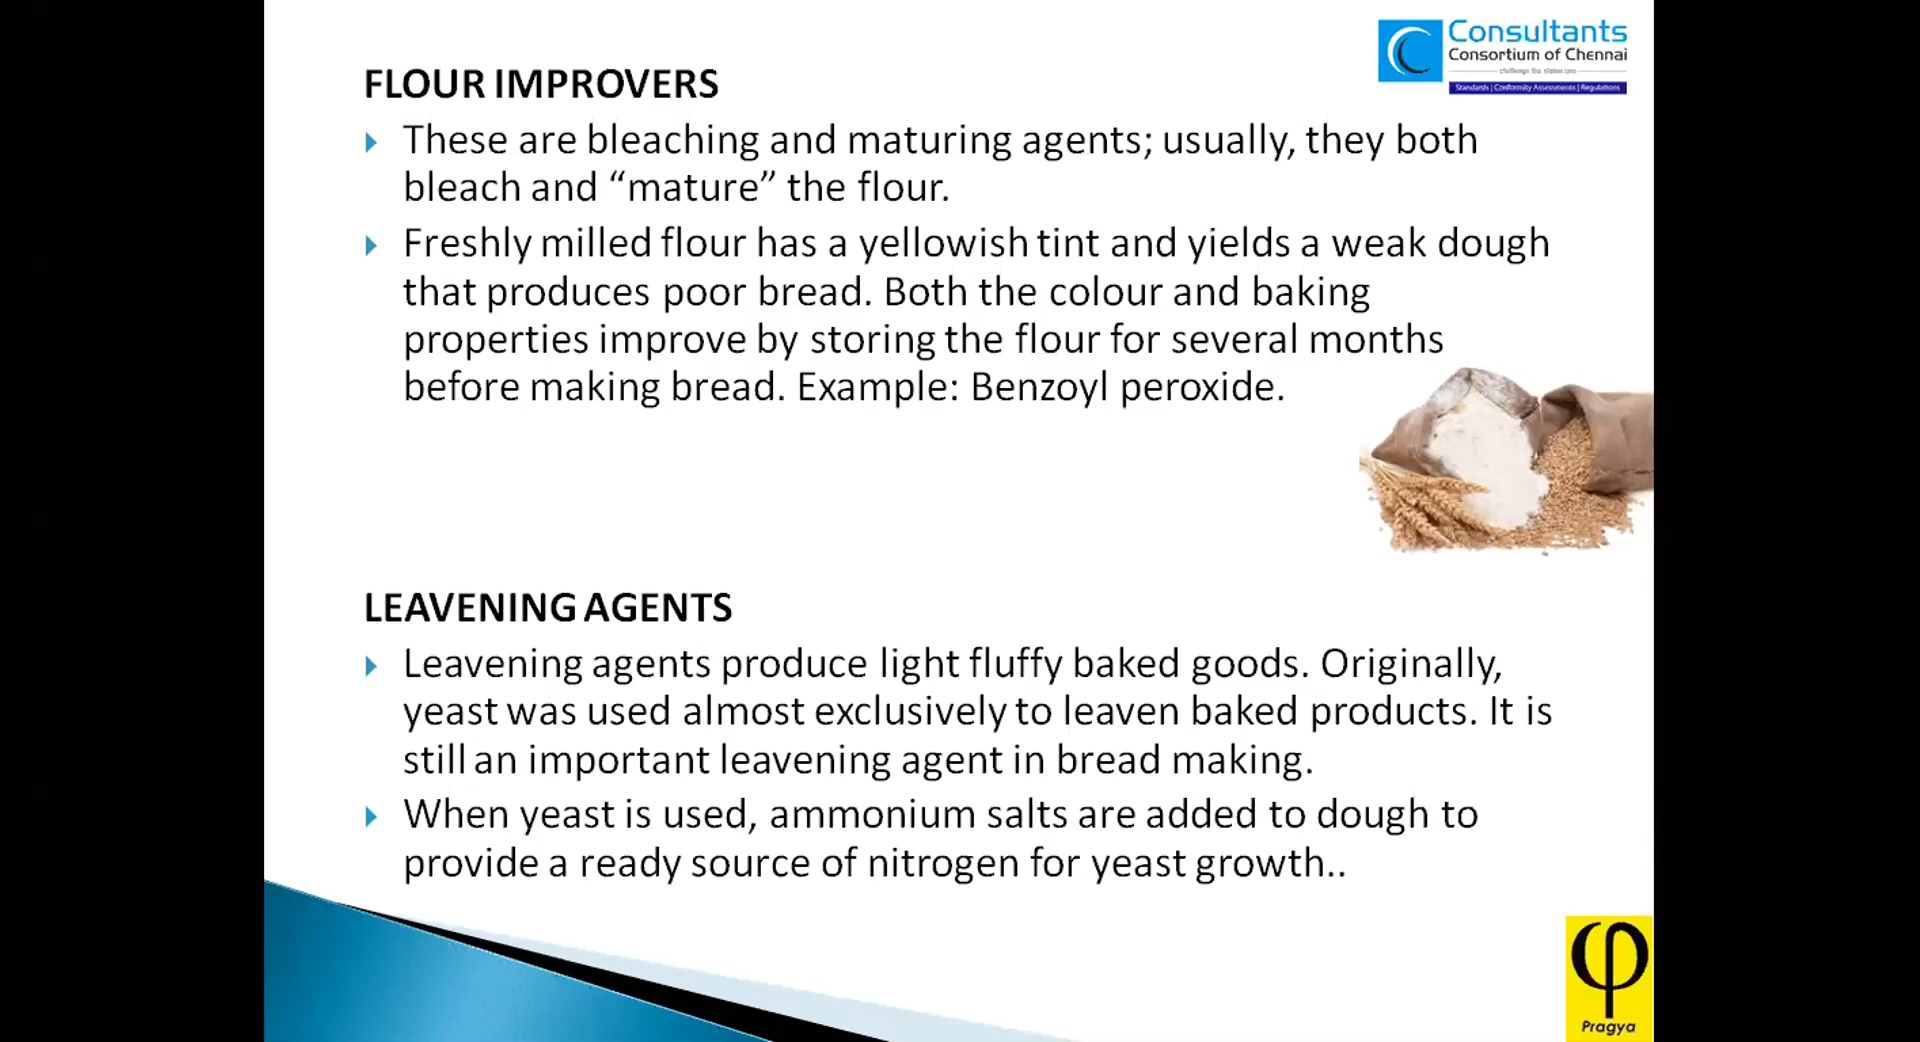 Consultants
Consortium of Chennai
Standards | Conformity Assessments | Regulations
FLOUR IMPROVERS
These are bleaching and maturing agents; usually, they both
bleach and “mature” the flour.
Freshly milled flour has a yellowish tint and yields a weak dough
that produces poor bread. Both the colour and baking
properties improve by storing the flour for several months
before making bread. Example: Benzoyl peroxide.
LEAVENING AGENTS
Leavening agents produce light fluffy baked goods. Originally,
yeast was used almost exclusively to leaven baked products. It is
still an important leavening agent in bread making.
When yeast is used, ammonium salts are added to dough to
provide a ready source of nitrogen for yeast growth..
φ
Pragya